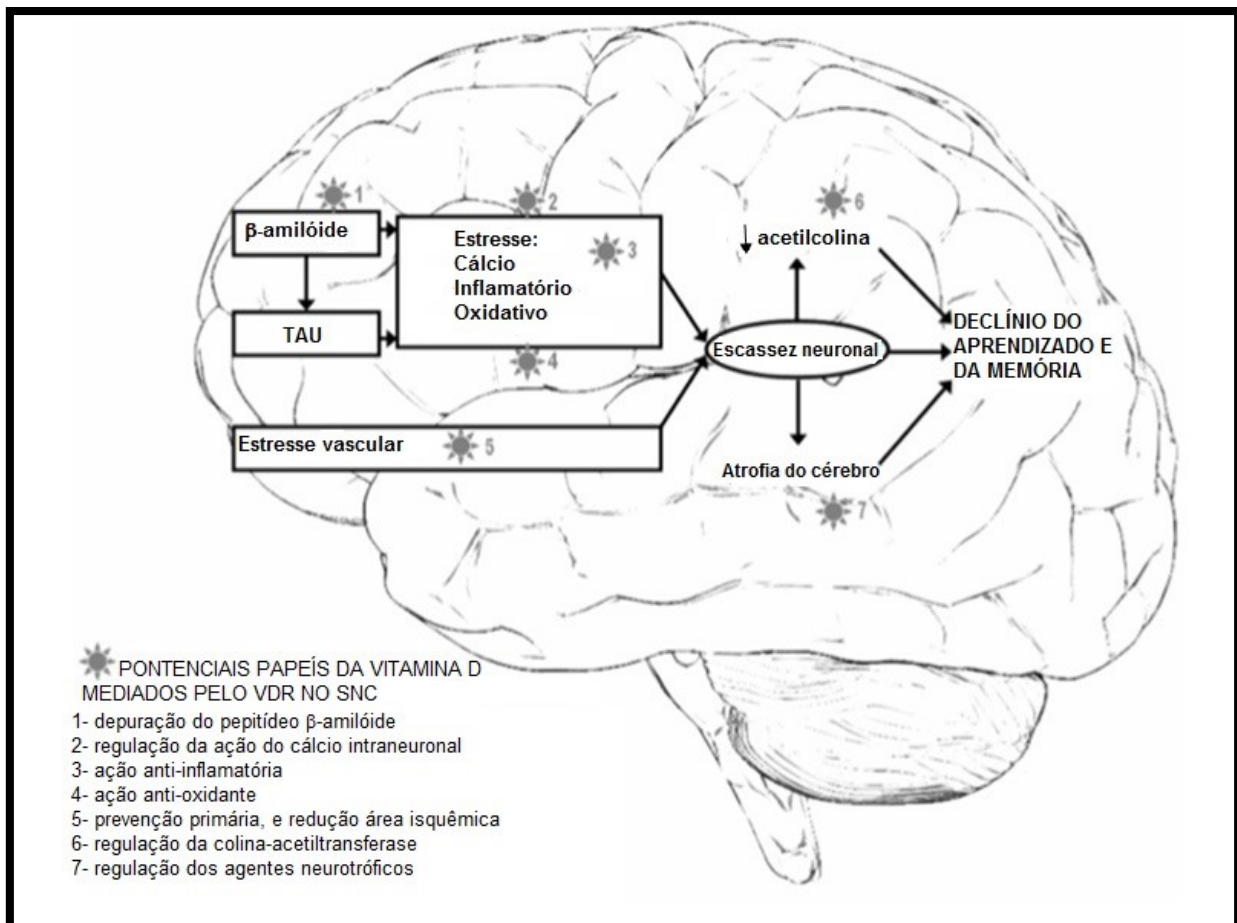 1
2
β-amilóide
Estresse:
Cálcio
Inflamatório
Oxidativo
3
TAU
4
Estresse vascular
5
6
acetilcolina
Escassez neuronal
DECLÍNIO DO
APRENDIZADO E
DA MEMÓRIA
Atrofia do cérebro
7
PONTENCIAIS PAPEÍS DA VITAMINA D
MEDIADOS PELO VDR NO SNC
1- depuração do pepitídeo β-amilóide
2- regulação da ação do cálcio intraneuronal
3- ação anti-inflamatória
4- ação anti-oxidante
5- prevenção primária, e redução área isquêmica
6- regulação da colina-acetiltransferase
7- regulação dos agentes neurotróficos